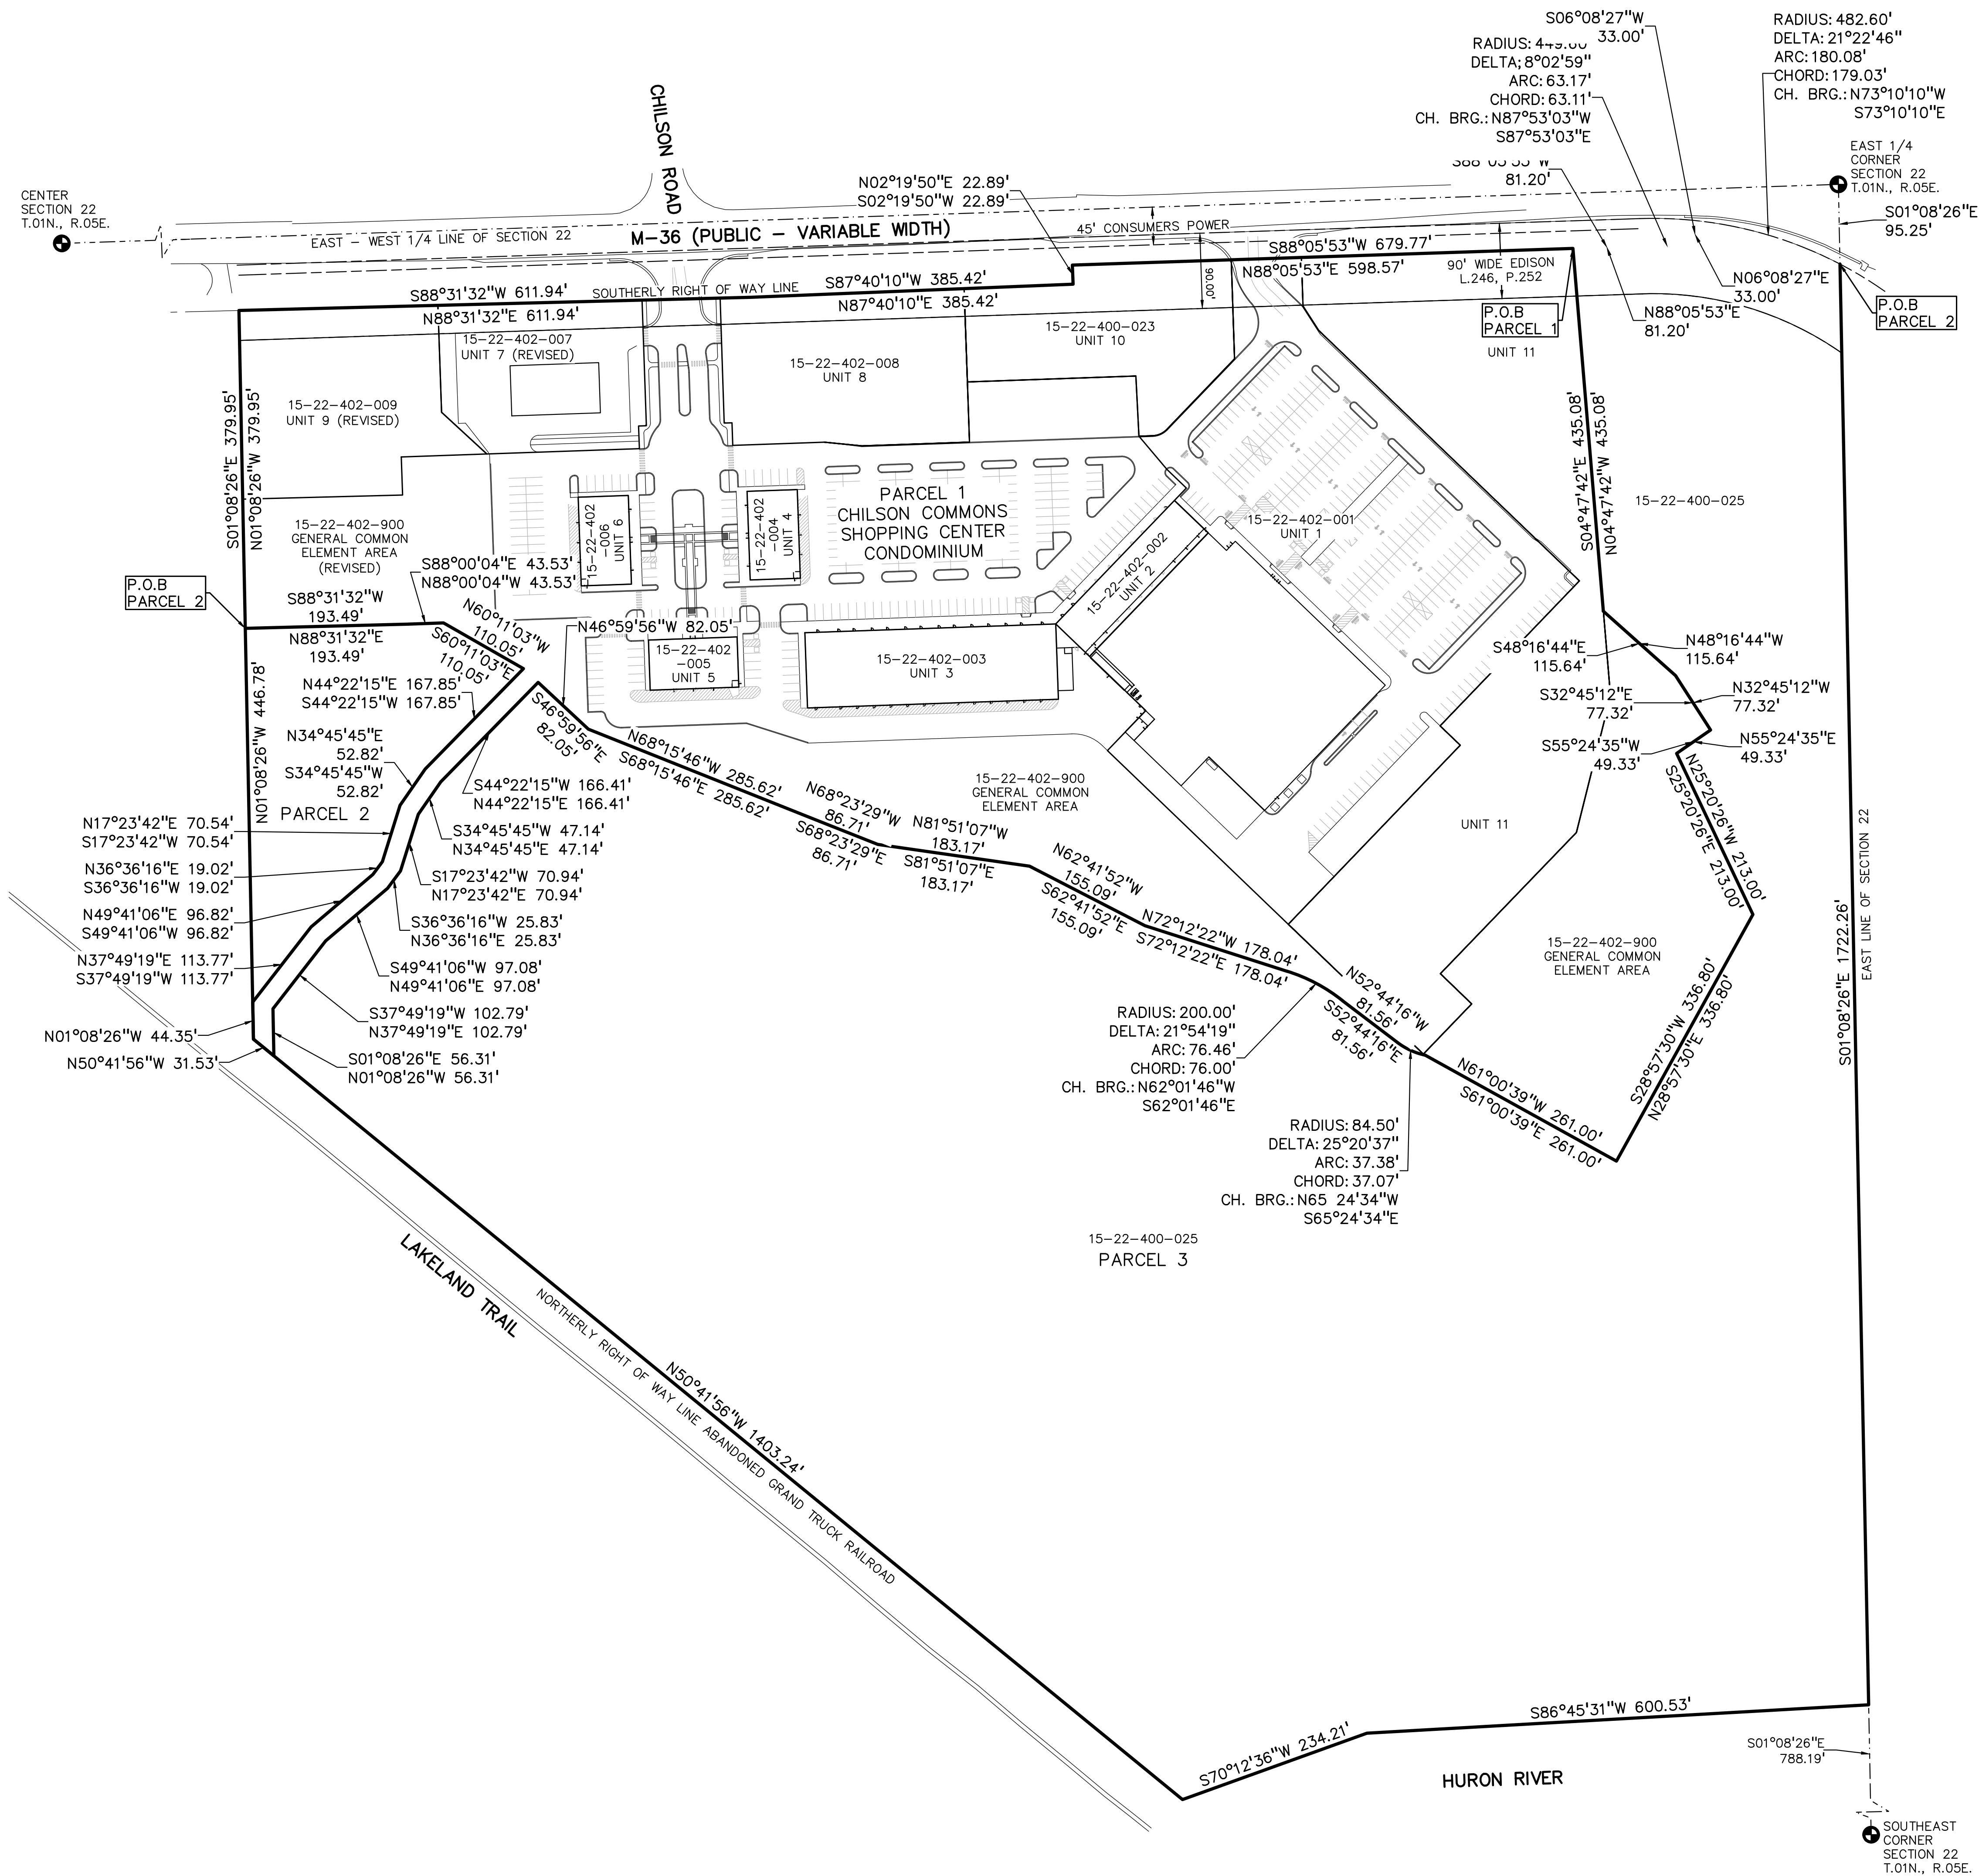 S06°08'27"W
33.00'
RADIUS: 482.60'
DELTA: 21°22'46"
ARC: 180.08'
CHORD: 179.03'
CH. BRG.: N73°10'10"W
S73°10'10"E
RADIUS:
DELTA; 8°02'59"
ARC: 63.17'
CHORD: 63.11'
CH. BRG.: N87°53'03"W
S87°53'03"E
81.20'
EAST 1/4
CORNER
SECTION 22
T.01N., R.05E.
S01°08'26"E
95.25'
CHILSON ROAD
CENTER
SECTION 22
T.01N., R.05E.
N02°19'50"E 22.89'
S02°19'50"W 22.89'
EAST - WEST 1/4 LINE OF SECTION 22
M-36 (PUBLIC - VARIABLE WIDTH)
45' CONSUMERS POWER
S88°05'53"W 679.77'
N88°05'53"E 598.57'
90' WIDE EDISON
L.246, P.252
90.00'
N06°08'27"E
33.00'
N88°05'53"E
81.20'
P.O.B
PARCEL 2
P.O.B
PARCEL 1
UNIT 11
S88°31'32"W 611.94'
N88°31'32"E 611.94'
SOUTHERLY RIGHT OF WAY LINE
S87°40'10"W 385.42'
N87°40'10"E 385.42'
15-22-402-007
UNIT 7 (REVISED)
15-22-402-008
UNIT 8
15-22-400-023
UNIT 10
15-22-402-009
UNIT 9 (REVISED)
S01°08'26"E 379.95'
N01°08'26"W 379.95'
S04°47'42"E 435.08'
N04°47'42"W 435.08'
15-22-400-025
15-22-402-900
GENERAL COMMON
ELEMENT AREA
(REVISED)
15-22-402
-006
UNIT 6
15-22-402
-004
UNIT 4
PARCEL 1
CHILSON COMMONS
SHOPPING CENTER
CONDOMINIUM
15-22-402-001
UNIT 1
15-22-402-002
UNIT 2
P.O.B
PARCEL 2
S88°00'04"E 43.53'
N88°00'04"W 43.53'
S88°31'32"W
193.49'
N88°31'32"E
193.49'
N60°11'03"W
110.05'
S60°11'03"E
110.05'
N46°59'56"W 82.05'
S46°59'56"E
82.05'
15-22-402
-005
UNIT 5
15-22-402-003
UNIT 3
S48°16'44"E
115.64'
N48°16'44"W
115.64'
S32°45'12"E
77.32'
N32°45'12"W
77.32'
S55°24'35"W
49.33'
N55°24'35"E
49.33'
N25°20'26"W 213.00'
S25°20'26"E 213.00'
N01°08'26"W 446.78'
N44°22'15"E 167.85'
S44°22'15"W 167.85'
N34°45'45"E
52.82'
S34°45'45"W
52.82'
PARCEL 2
S44°22'15"W 166.41'
N44°22'15"E 166.41'
S34°45'45"W 47.14'
N34°45'45"E 47.14'
N17°23'42"E 70.54'
S17°23'42"W 70.54'
S17°23'42"W 70.94'
N17°23'42"E 70.94'
N36°36'16"E 19.02'
S36°36'16"W 19.02'
S36°36'16"W 25.83'
N36°36'16"E 25.83'
N49°41'06"E 96.82'
S49°41'06"W 96.82'
S49°41'06"W 97.08'
N49°41'06"E 97.08'
N37°49'19"E 113.77'
S37°49'19"W 113.77'
S37°49'19"W 102.79'
N37°49'19"E 102.79'
N01°08'26"W 44.35'
N50°41'56"W 31.53'
S01°08'26"E 56.31'
N01°08'26"W 56.31'
N68°15'46"W 285.62'
S68°15'46"E 285.62'
N68°23'29"W
86.71'
S68°23'29"E
86.71'
N81°51'07"W
183.17'
S81°51'07"E
183.17'
15-22-402-900
GENERAL COMMON
ELEMENT AREA
N62°41'52"W
155.09'
S62°41'52"E
155.09'
N72°12'22"W 178.04'
S72°12'22"E 178.04'
UNIT 11
15-22-402-900
GENERAL COMMON
ELEMENT AREA
N52°44'16"W
81.56'
S52°44'16"E
81.56'
S28°57'30"W 336.80'
N28°57'30"E 336.80'
N61°00'39"W 261.00'
S61°00'39"E 261.00'
S01°08'26"E 1722.26'
EAST LINE OF SECTION 22
RADIUS: 200.00'
DELTA: 21°54'19"
ARC: 76.46'
CHORD: 76.00'
CH. BRG.: N62°01'46"W
S62°01'46"E
RADIUS: 84.50'
DELTA: 25°20'37"
ARC: 37.38'
CHORD: 37.07'
CH. BRG.: N65 24'34"W
S65°24'34"E
15-22-400-025
PARCEL 3
LAKELAND TRAIL
NORTHERLY RIGHT OF WAY LINE ABANDONED GRAND TRUCK RAILROAD
N50°41'56"W 1403.24'
S70°12'36"W 234.21'
S86°45'31"W 600.53'
HURON RIVER
S01°08'26"E
788.19'
SOUTHEAST
CORNER
SECTION 22
T.01N., R.05E.